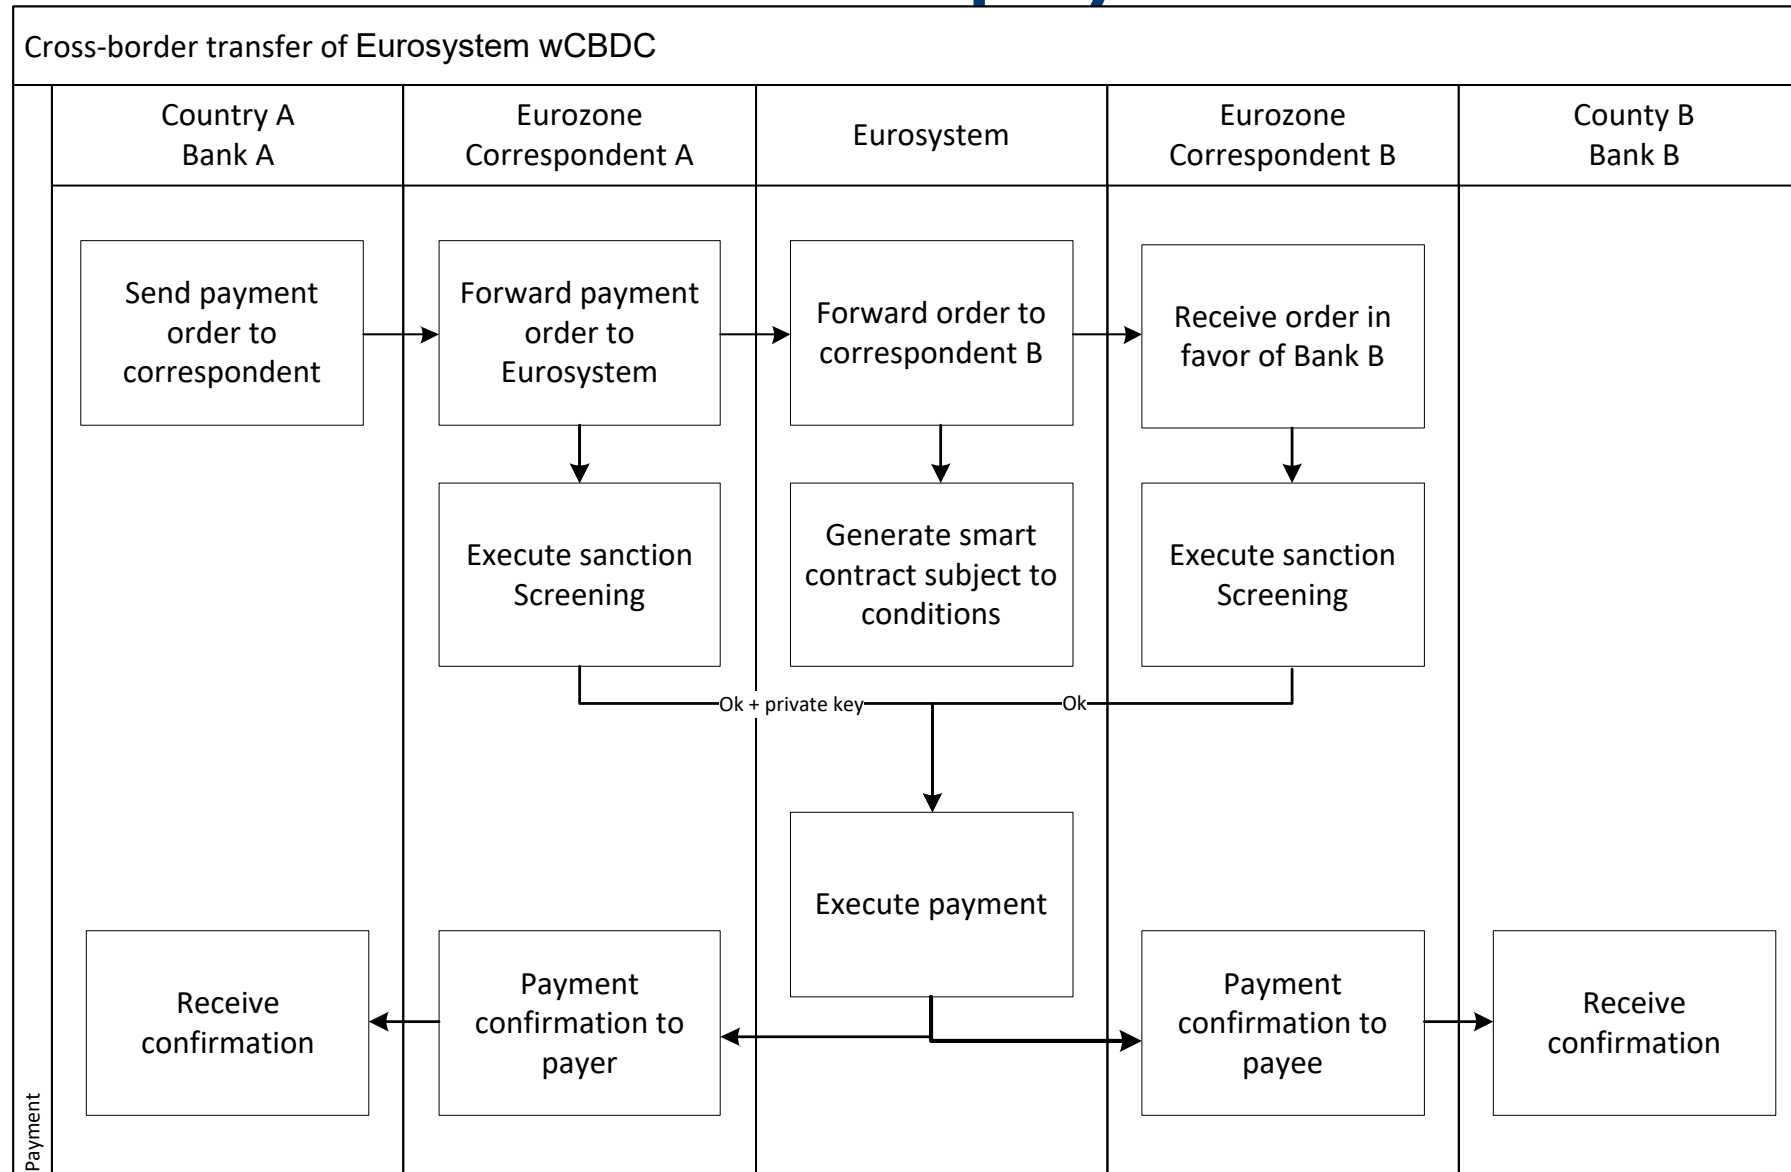 Cross-border transfer of Eurosystem wCBDC
Country A
Bank A
Eurozone
Correspondent A
Eurosystem
Eurozone
Correspondent B
County B
Bank B
Send payment
order to
correspondent
Forward payment
order to
Eurosystem
Forward order to
correspondent B
Receive order in
favor of Bank B
Execute sanction
Screening
Generate smart
contract subject to
conditions
Execute sanction
Screening
Ok + private key
Ok
Execute payment
Receive
confirmation
Payment
confirmation to
payer
Payment
confirmation to
payee
Receive
confirmation
Payment